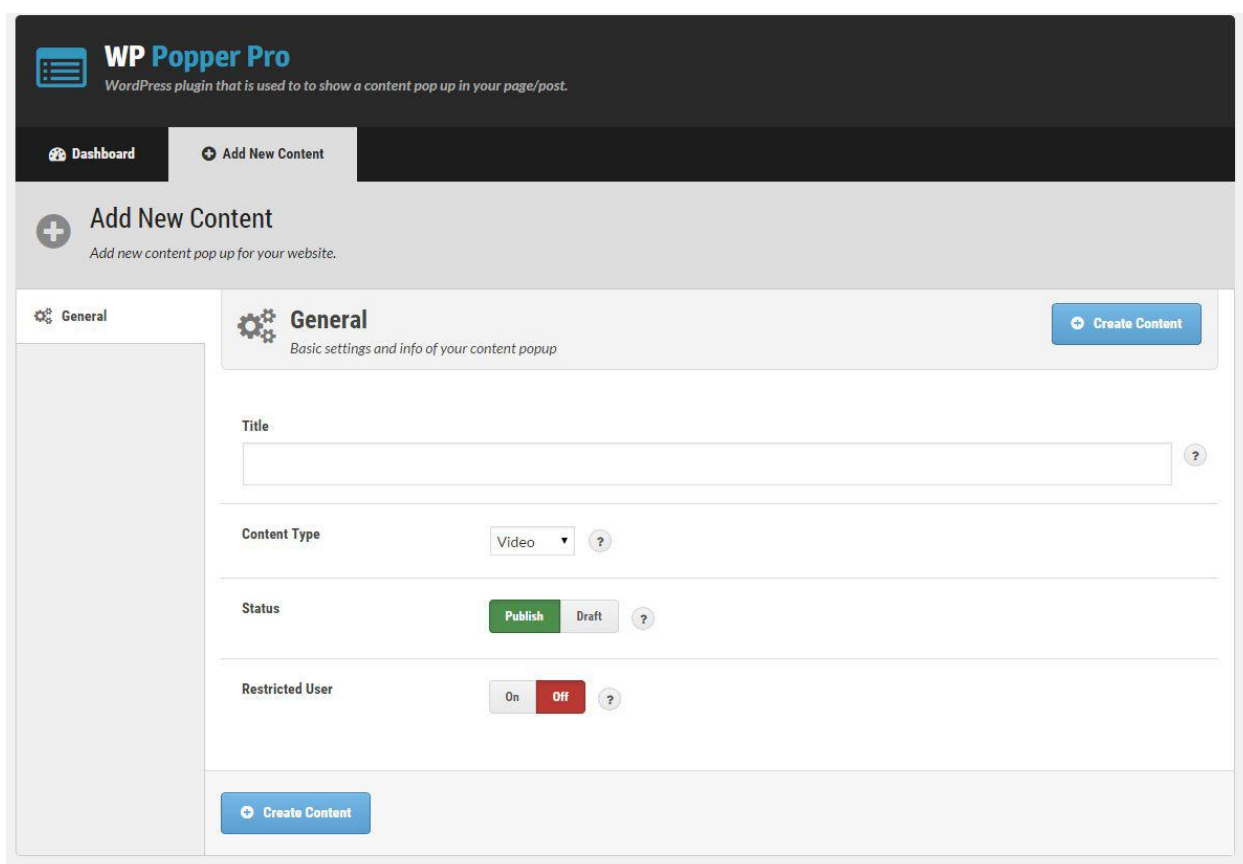 WP Popper Pro
WordPress plugin that is used to to show a content pop up in your page/post.
Dashboard
Add New Content
Add New Content
Add new content pop up for your website.
General
General
Basic settings and info of your content popup
Create Content
Title
?
Content Type
Video
?
Status
Publish
Draft
?
Restricted User
On
Off
?
Create Content